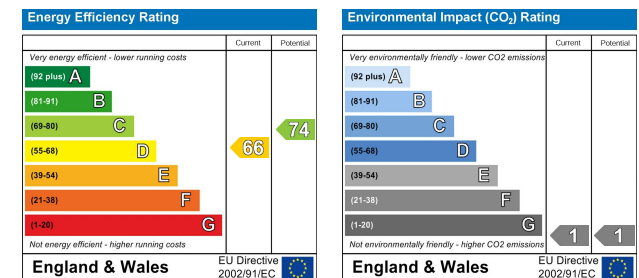 Energy Efficiency Rating
Current Potential
Very energy efficient - lower running costs
(92 plus) A
(81-91) B
(69-80) C
74
(55-68) D
66
(39-54) E
(21-38) F
(1-20) G
Not energy efficient - higher running costs
England & Wales
EU Directive
2002/91/EC
Environmental Impact (CO₂) Rating
Current Potential
Very environmentally friendly - lower CO2 emissions
(92 plus) A
(81-91) B
(69-80) C
(55-68) D
(39-54) E
(21-38) F
(1-20) G
1 1
Not environmentally friendly - higher CO2 emissions
England & Wales
EU Directive
2002/91/EC